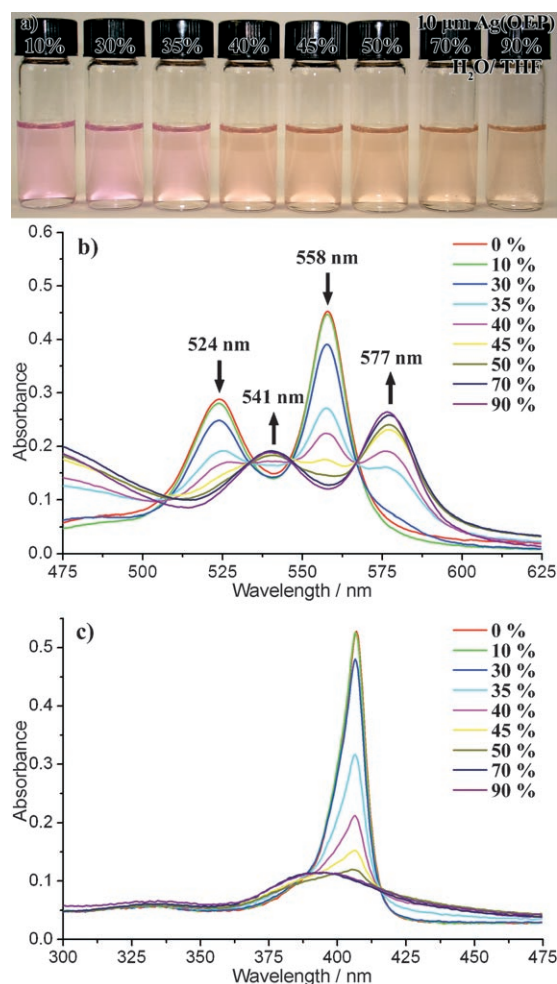 a) 10 μm Ag(OEP)
10% 30% 35% 40% 45% 50% 70% 90%
H₂O/ THF
b)
Absorbance
0.6
0.5
0.4
0.3
0.2
0.1
0.0
558 nm
524 nm
541 nm
577 nm
0 %
10 %
30 %
35 %
40 %
45 %
50 %
70 %
90 %
475 500 525 550 575 600 625
Wavelength / nm
c)
Absorbance
0.5
0.4
0.3
0.2
0.1
0.0
0 %
10 %
30 %
35 %
40 %
45 %
50 %
70 %
90 %
300 325 350 375 400 425 450 475
Wavelength / nm